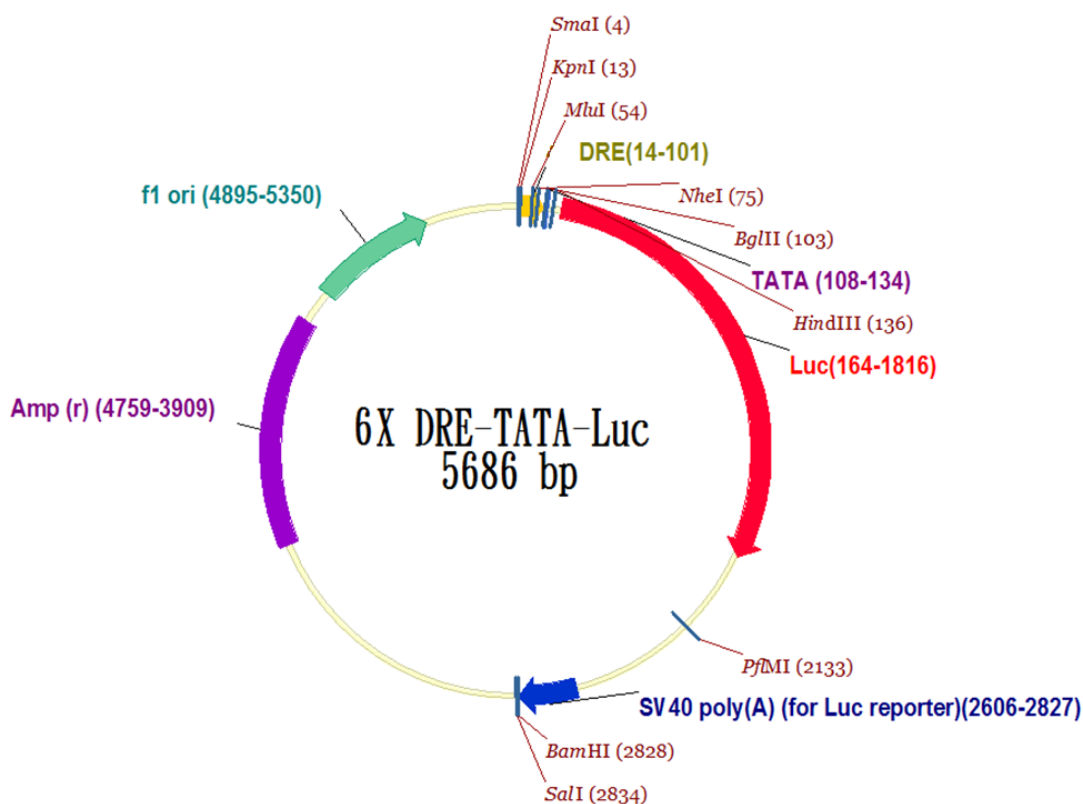 SmaI (4)
KpnI (13)
MluI (54)
DRE(14-101)
f1 ori (4895-5350)
NheI (75)
BglII (103)
TATA (108-134)
HindIII (136)
Luc(164-1816)
Amp (r) (4759-3909)
6X DRE-TATA-Luc
5686 bp
PflMI (2133)
SV40 poly(A) (for Luc reporter)(2606-2827)
BamHI (2828)
SalI (2834)